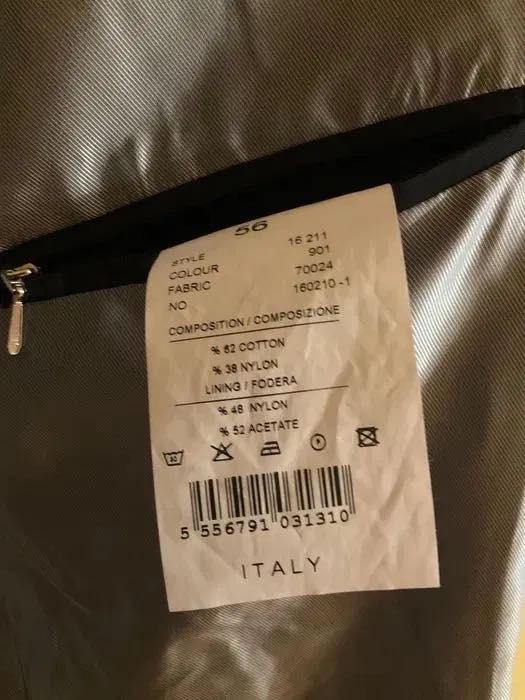 56
STYLE 16 211
COLOUR 901
FABRIC 70024
NO 160210 -1
COMPOSITION / COMPOSIZIONE
% 62 COTTON
% 38 NYLON
LINING / FODERA
% 48 NYLON
% 52 ACETATE
5 556791 031310
ITALY